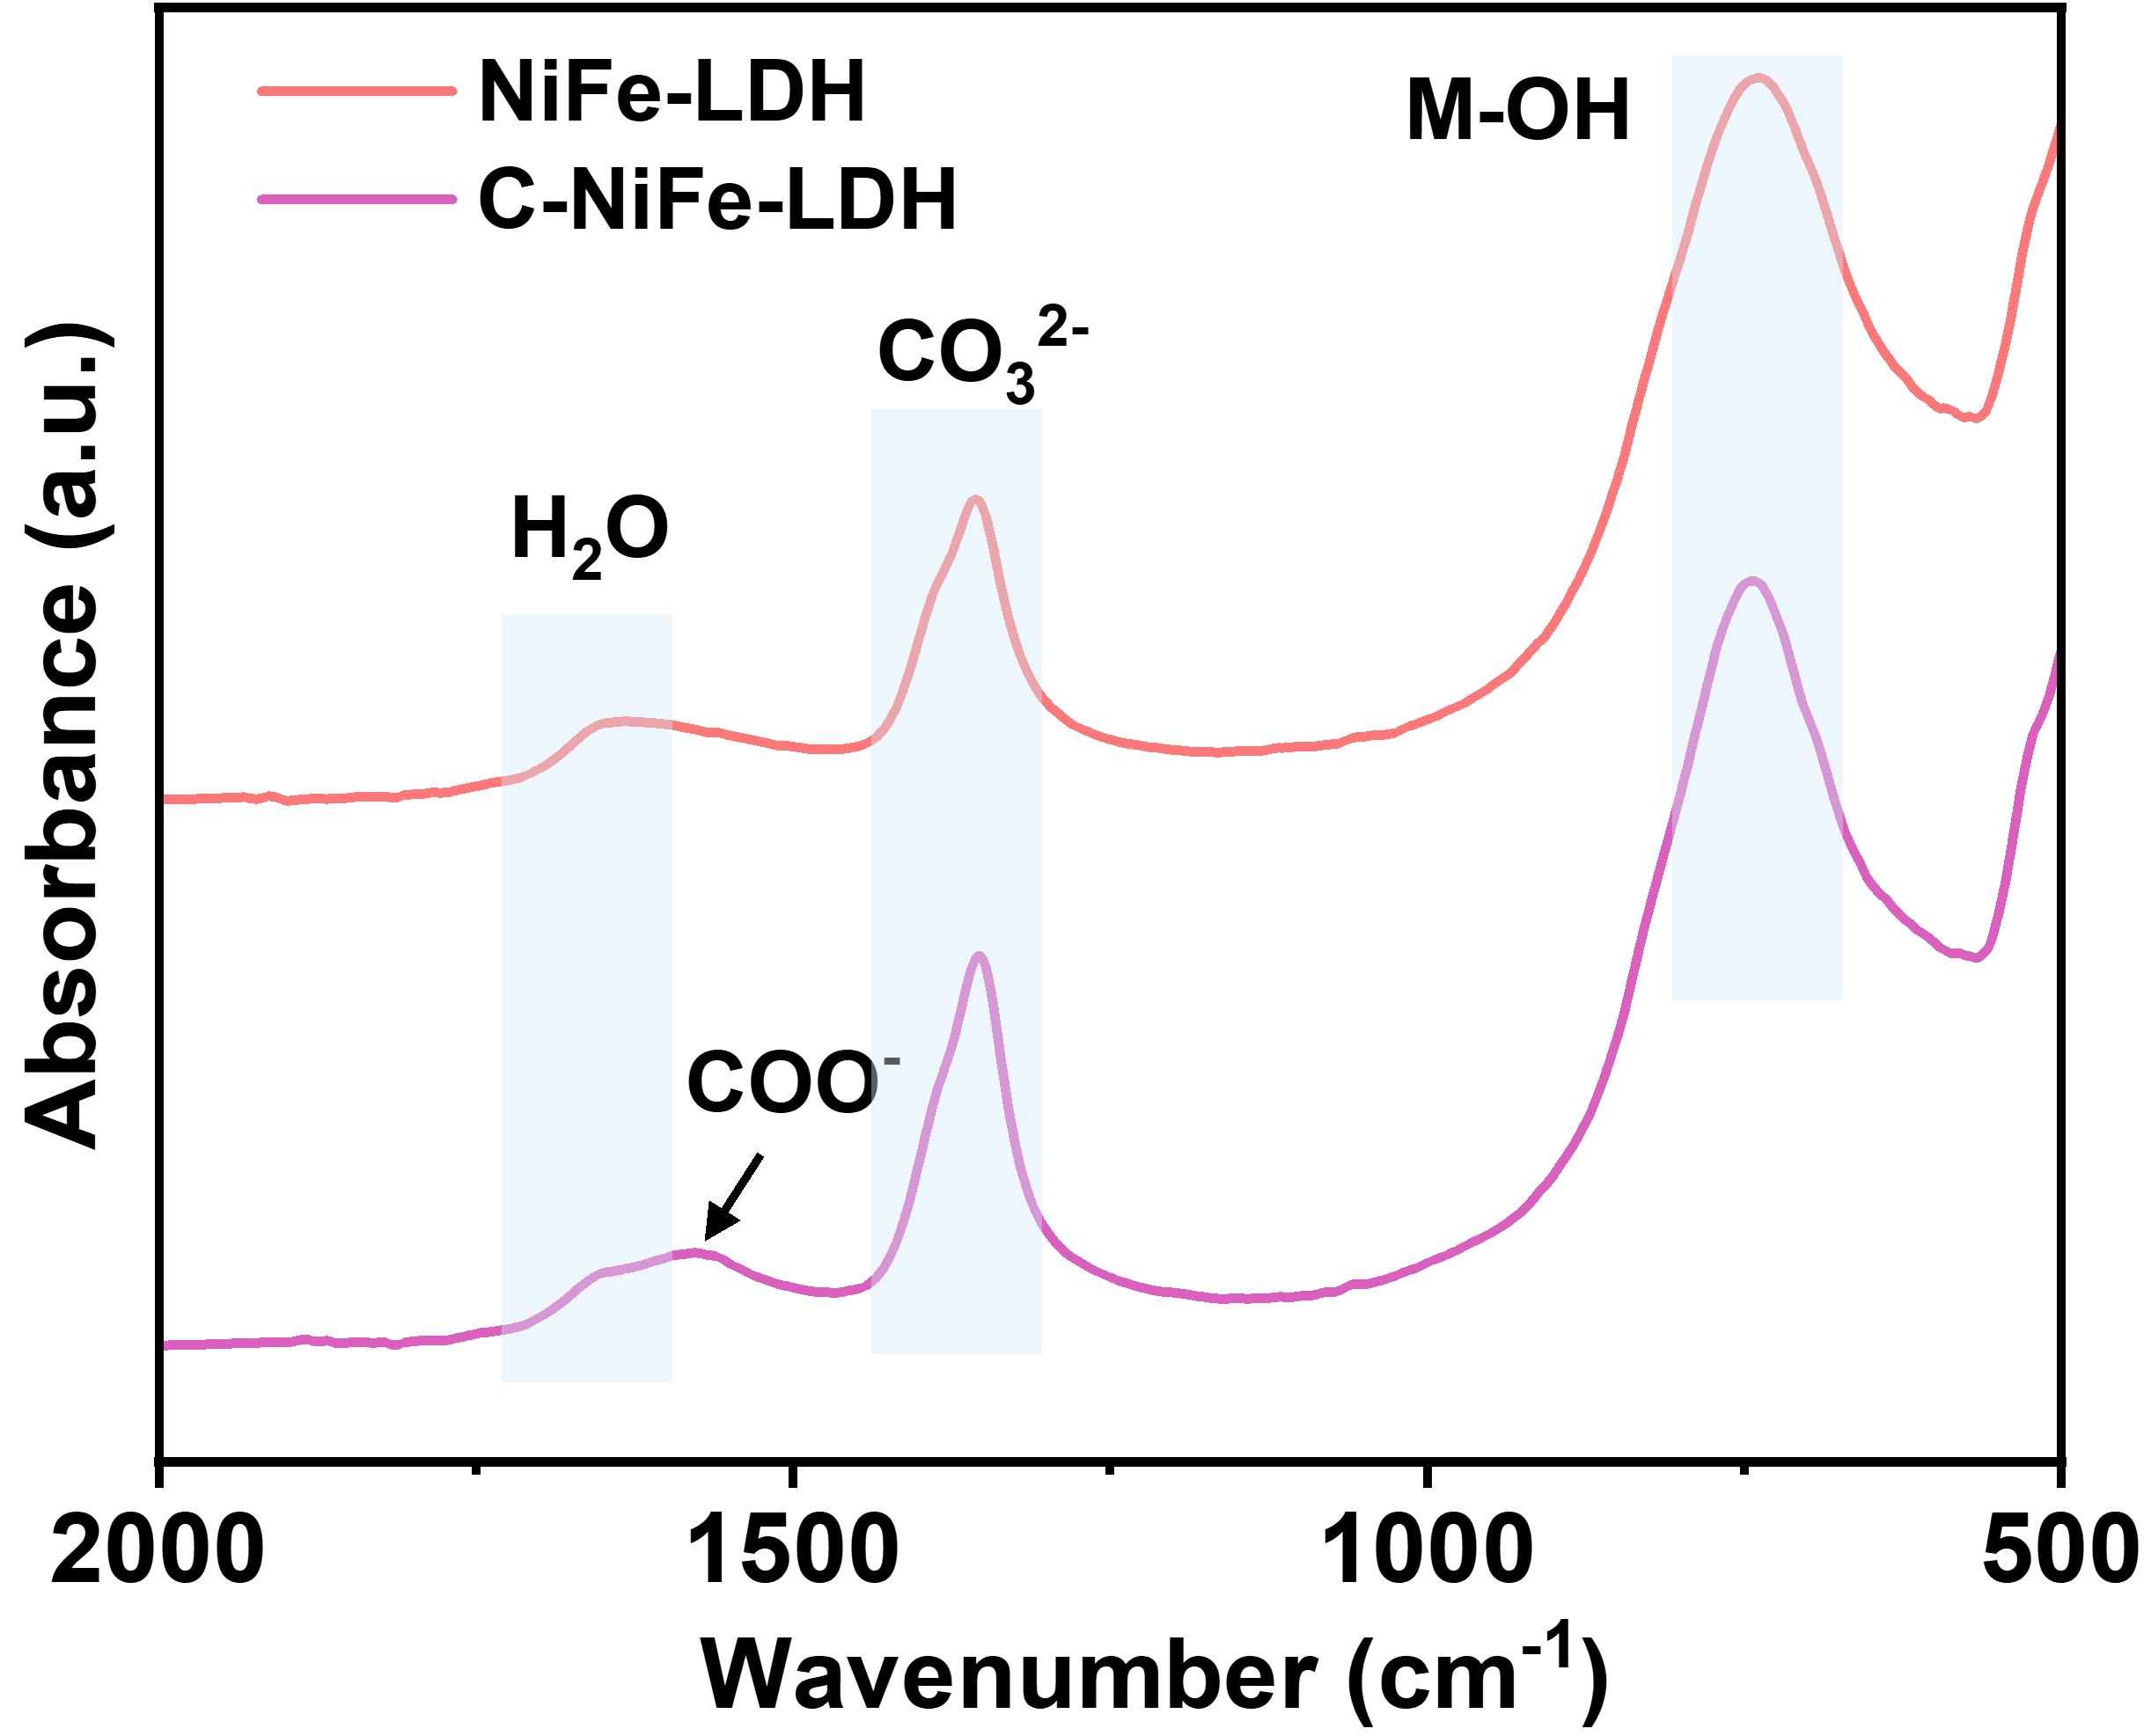 NiFe-LDH
C-NiFe-LDH
M-OH
CO₃²⁻
H₂O
COO⁻
Absorbance (a.u.)
2000 1500 1000 500
Wavenumber (cm⁻¹)